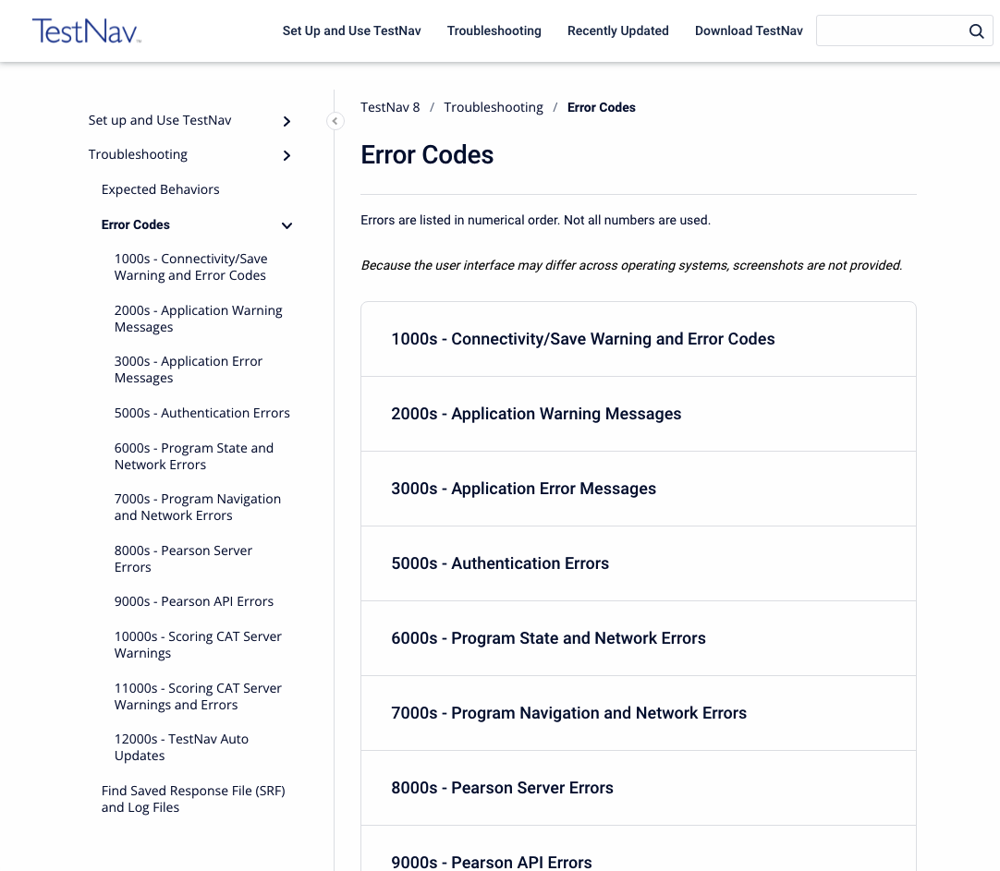 TestNav™
Set Up and Use TestNav
Troubleshooting
Recently Updated
Download TestNav
Set up and Use TestNav
Troubleshooting
Expected Behaviors
Error Codes
1000s - Connectivity/Save
Warning and Error Codes
2000s - Application Warning
Messages
3000s - Application Error
Messages
5000s - Authentication Errors
6000s - Program State and
Network Errors
7000s - Program Navigation
and Network Errors
8000s - Pearson Server
Errors
9000s - Pearson API Errors
10000s - Scoring CAT Server
Warnings
11000s - Scoring CAT Server
Warnings and Errors
12000s - TestNav Auto
Updates
Find Saved Response File (SRF)
and Log Files
TestNav 8 / Troubleshooting / Error Codes
Error Codes
Errors are listed in numerical order. Not all numbers are used.
Because the user interface may differ across operating systems, screenshots are not provided.
1000s - Connectivity/Save Warning and Error Codes
2000s - Application Warning Messages
3000s - Application Error Messages
5000s - Authentication Errors
6000s - Program State and Network Errors
7000s - Program Navigation and Network Errors
8000s - Pearson Server Errors
9000s - Pearson API Errors